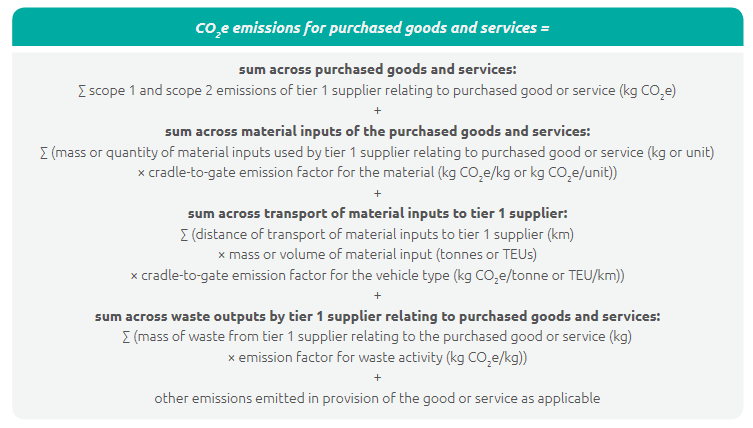 CO₂e emissions for purchased goods and services =
sum across purchased goods and services:
∑ scope 1 and scope 2 emissions of tier 1 supplier relating to purchased good or service (kg CO₂e)
+
sum across material inputs of the purchased goods and services:
∑ (mass or quantity of material inputs used by tier 1 supplier relating to purchased good or service (kg or unit)
× cradle-to-gate emission factor for the material (kg CO₂e/kg or kg CO₂e/unit))
+
sum across transport of material inputs to tier 1 supplier:
∑ (distance of transport of material inputs to tier 1 supplier (km)
× mass or volume of material input (tonnes or TEUs)
× cradle-to-gate emission factor for the vehicle type (kg CO₂e/tonne or TEU/km))
+
sum across waste outputs by tier 1 supplier relating to purchased goods and services:
∑ (mass of waste from tier 1 supplier relating to the purchased good or service (kg)
× emission factor for waste activity (kg CO₂e/kg))
+
other emissions emitted in provision of the good or service as applicable